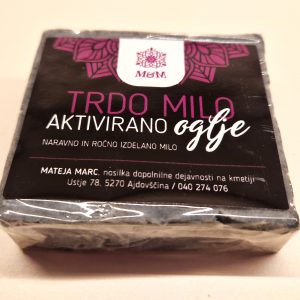 M&M
TRDO MILO
AKTIVIRANO oglje
NARAVNO IN ROČNO IZDELANO MILO
MATEJA MARC, nosilka dopolnilne dejavnosti na kmetiji
Ustje 78, 5270 Ajdovščina / 040 274 076